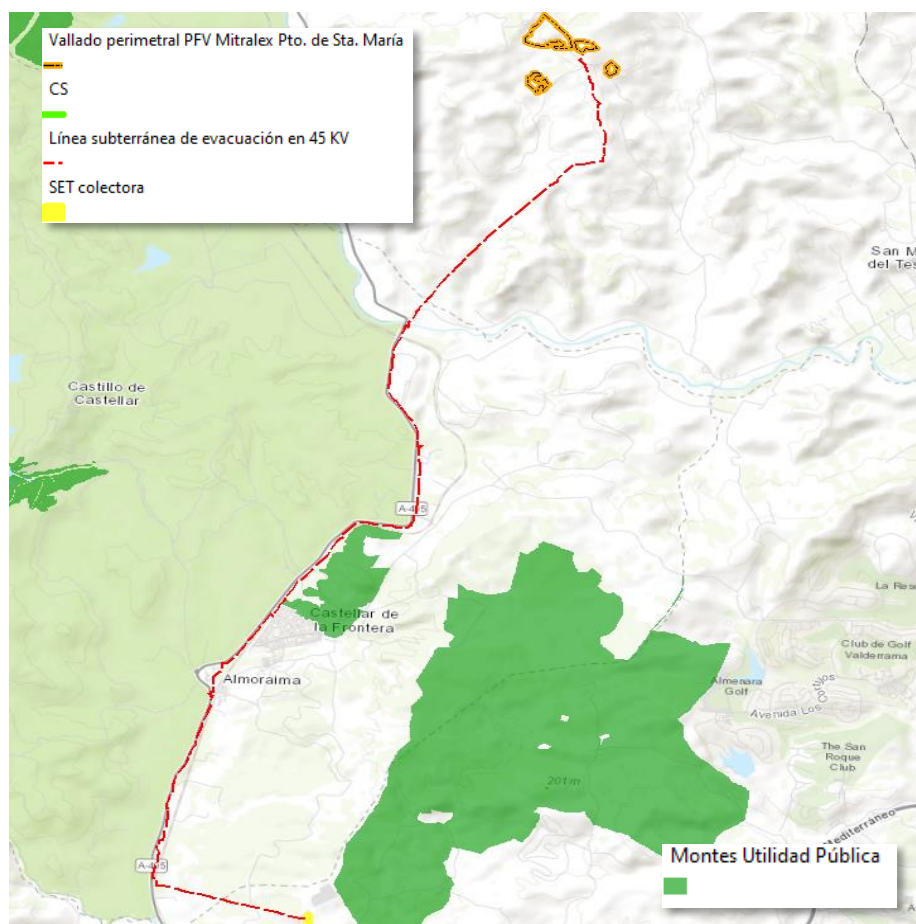 Vallado perimetral PFV Mitralex Pto. de Sta. María
CS
Línea subterránea de evacuación en 45 KV
SET colectora
San M
del Tes
Castillo de
Castellar
Castellar de
la Frontera
La Res
Club de Golf
Valderrama
Almoraima
Almenara
Golf
Avenida Los
The San
Roque
Club
201 m
Mediterráneo
Montes Utilidad Pública